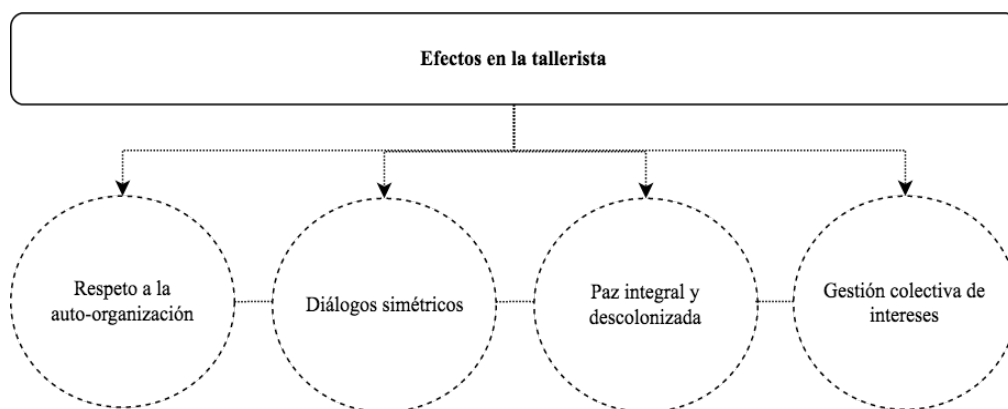 Efectos en la tallerista
Respeto a la
auto-organización
Diálogos simétricos
Paz integral y
descolonizada
Gestión colectiva de
intereses